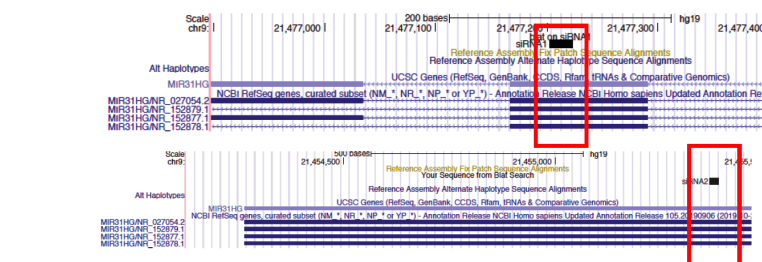 Scale 200 bases hg19
chr9: 21,477,000 21,477,100 21,477,200 21,477,300 21,477,400
blat on siRNA1
siRNA1
Reference Assembly Fix Patch Sequence Alignments
Reference Assembly Alternate Haplotype Sequence Alignments
Alt Haplotypes
UCSC Genes (RefSeq, GenBank, CCDS, Rfam, tRNAs & Comparative Genomics)
MIR31HG
NCBI RefSeq genes, curated subset (NM_*, NR_*, NP_* or YP_*) - Annotation Release NCBI Homo sapiens Updated Annotation Re
MIR31HG/NR_027054.2
MIR31HG/NR_152879.1
MIR31HG/NR_152877.1
MIR31HG/NR_152878.1
Scale 500 bases hg19
chr9: 21,454,500 21,455,000
Reference Assembly Fix Patch Sequence Alignments
Your Sequence from Blat Search
siRNA2
Reference Assembly Alternate Haplotype Sequence Alignments
Alt Haplotypes
UCSC Genes (RefSeq, GenBank, CCDS, Rfam, tRNAs & Comparative Genomics)
MIR31HG
NCBI RefSeq genes, curated subset (NM_*, NR_*, NP_* or YP_*) - Annotation Release NCBI Homo sapiens Updated Annotation Release 105.20190906 (2019-10-
MIR31HG/NR_027054.2
MIR31HG/NR_152879.1
MIR31HG/NR_152877.1
MIR31HG/NR_152878.1